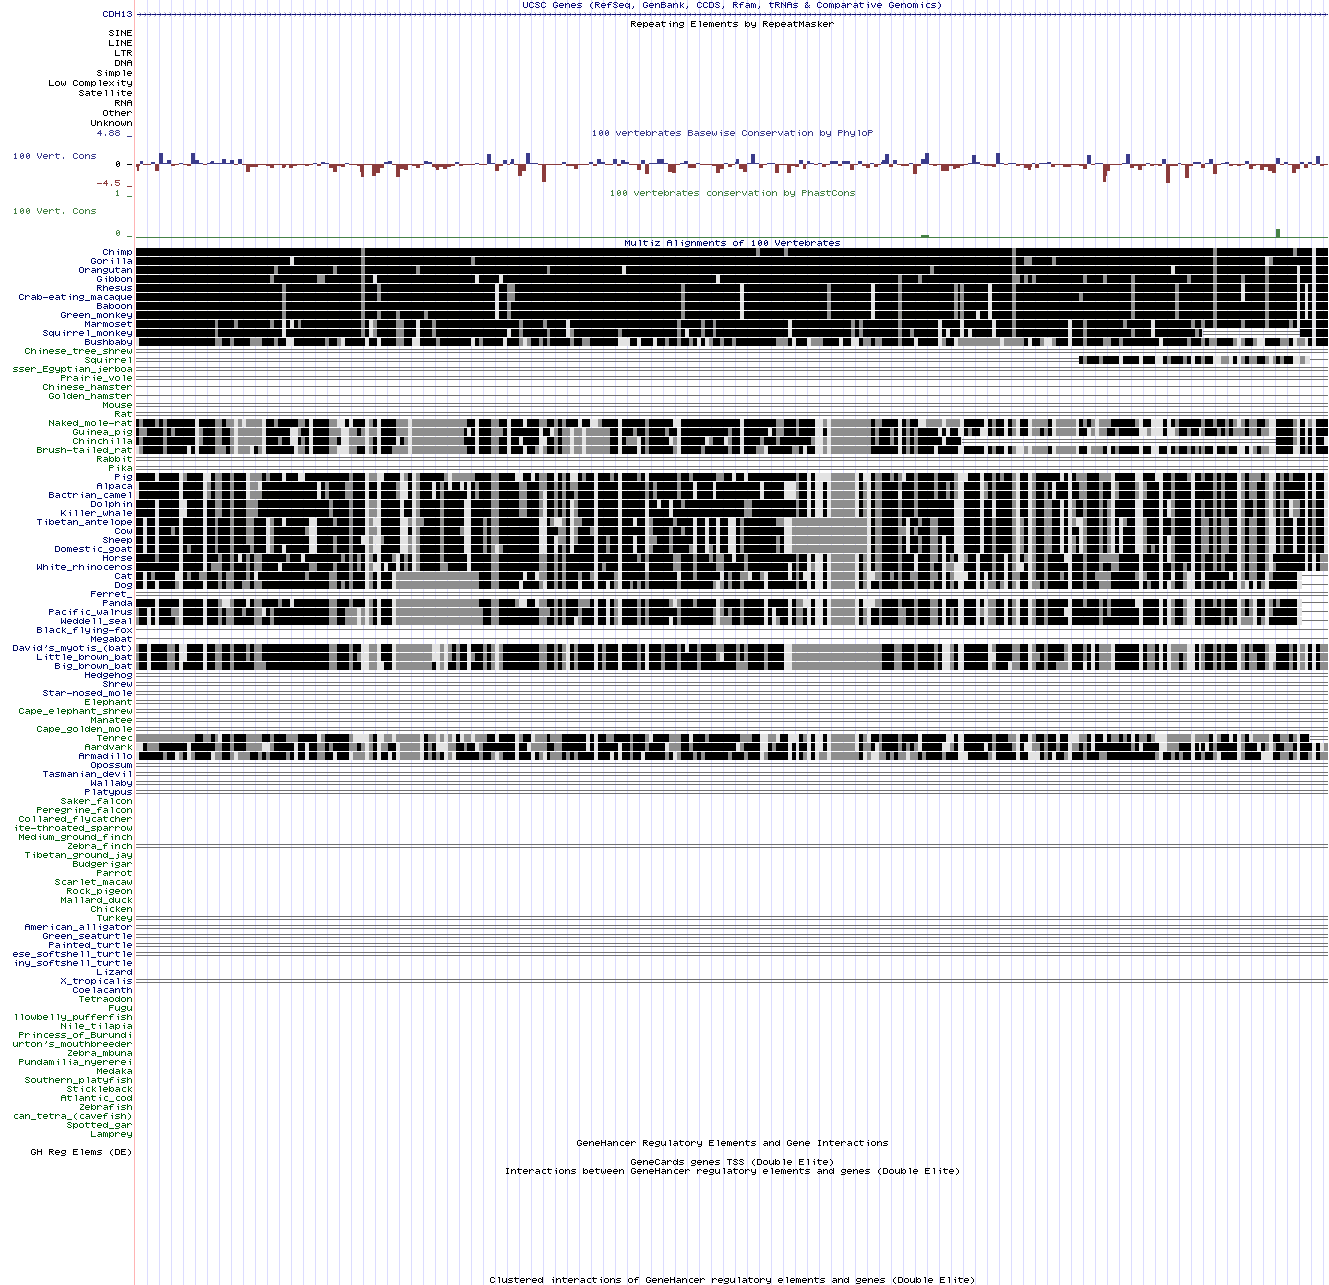 UCSC Genes (RefSeq, GenBank, CCDS, Rfam, tRNAs & Comparative Genomics)
CDH13
Repeating Elements by RepeatMasker
SINE
LINE
LTR
DNA
Simple
Low Complexity
Satellite
RNA
Other
Unknown
4.88 _
100 vertebrates Basewise Conservation by PhyloP
100 Vert. Cons
0 -
-4.5 _
100 vertebrates conservation by PhastCons
1 _
100 Vert. Cons
0 _
Multiz Alignments of 100 Vertebrates
Chimp
Gorilla
Orangutan
Gibbon
Rhesus
Crab-eating_macaque
Baboon
Green_monkey
Marmoset
Squirrel_monkey
Bushbaby
Chinese_tree_shrew
Squirrel
sser_Egyptian_jerboa
Prairie_vole
Chinese_hamster
Golden_hamster
Mouse
Rat
Naked_mole-rat
Guinea_pig
Chinchilla
Brush-tailed_rat
Rabbit
Pika
Pig
Alpaca
Bactrian_camel
Dolphin
Killer_whale
Tibetan_antelope
Cow
Sheep
Domestic_goat
Horse
White_rhinoceros
Cat
Dog
Ferret_
Panda
Pacific_walrus
Weddell_seal
Black_flying-fox
Megabat
David's_myotis_(bat)
Little_brown_bat
Big_brown_bat
Hedgehog
Shrew
Star-nosed_mole
Elephant
Cape_elephant_shrew
Manatee
Cape_golden_mole
Tenrec
Aardvark
Armadillo
Opossum
Tasmanian_devil
Wallaby
Platypus
Saker_falcon
Peregrine_falcon
Collared_flycatcher
ite-throated_sparrow
Medium_ground_finch
Zebra_finch
Tibetan_ground_jay
Budgerigar
Parrot
Scarlet_macaw
Rock_pigeon
Mallard_duck
Chicken
Turkey
American_alligator
Green_seaturtle
Painted_turtle
ese_softshell_turtle
iny_softshell_turtle
Lizard
X_tropicalis
Coelacanth
Tetraodon
Fugu
llowbelly_pufferfish
Nile_tilapia
Princess_of_Burundi
urton's_mouthbreeder
Zebra_mbuna
Pundamilia_nyererei
Medaka
Southern_platyfish
Stickleback
Atlantic_cod
Zebrafish
can_tetra_(cavefish)
Spotted_gar
Lamprey
GeneHancer Regulatory Elements and Gene Interactions
GH Reg Elems (DE)
GeneCards genes TSS (Double Elite)
Interactions between GeneHancer regulatory elements and genes (Double Elite)
Clustered interactions of GeneHancer regulatory elements and genes (Double Elite)